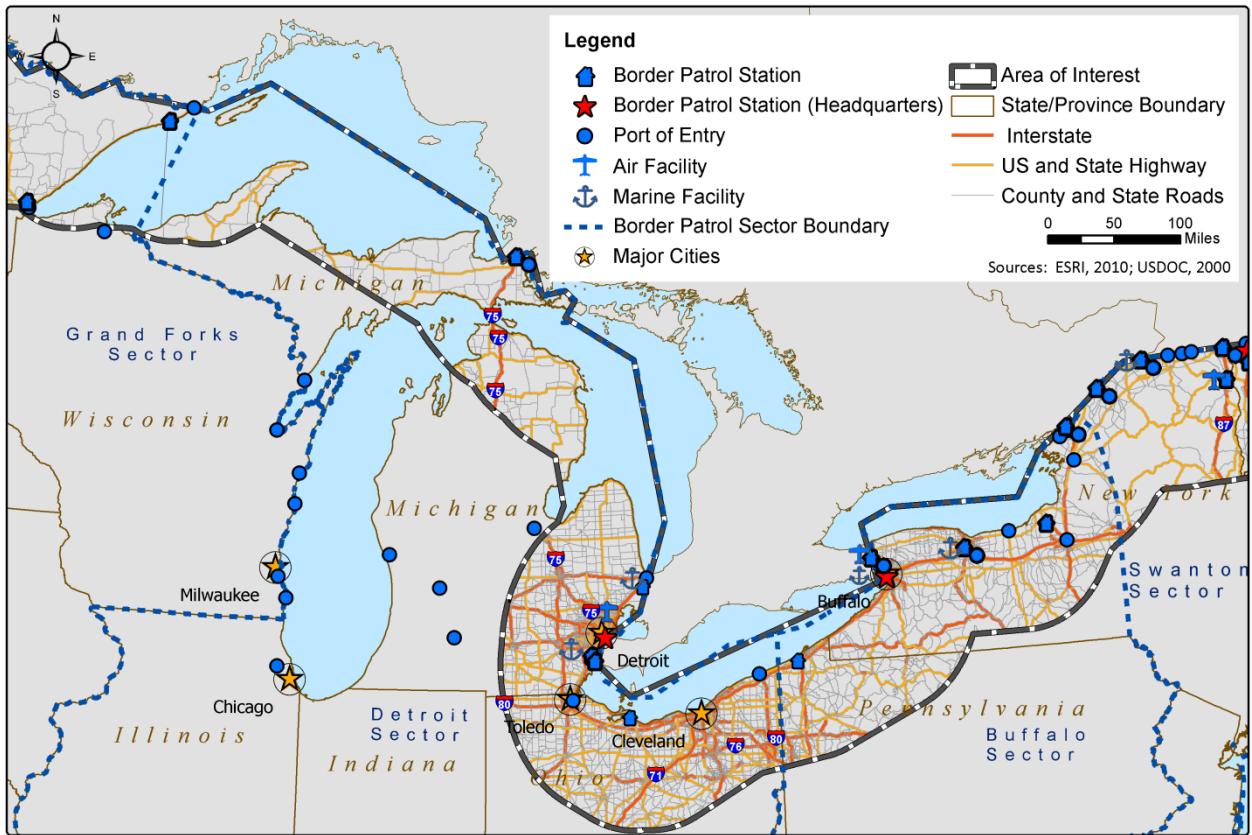 N
W
E
S
Legend
Border Patrol Station
Border Patrol Station (Headquarters)
Port of Entry
Air Facility
Marine Facility
Border Patrol Sector Boundary
Major Cities
Area of Interest
State/Province Boundary
Interstate
US and State Highway
County and State Roads
0 50 100
Miles
Sources: ESRI, 2010; USDOC, 2000
Michigan
75
75
75
Grand Forks
Sector
Wisconsin
87
Michigan
New York
75
Milwaukee
75
Buffalo
Swanton
Sector
Detroit
Chicago
80
Toledo
Detroit
Sector
Illinois
Indiana
Cleveland
Pennsylvania
Buffalo
Sector
80
76
71
Ohio